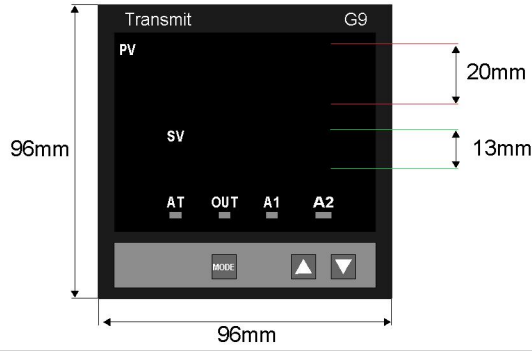 Transmit G9
PV
20mm
SV
13mm
96mm
AT OUT A1 A2
MODE
96mm